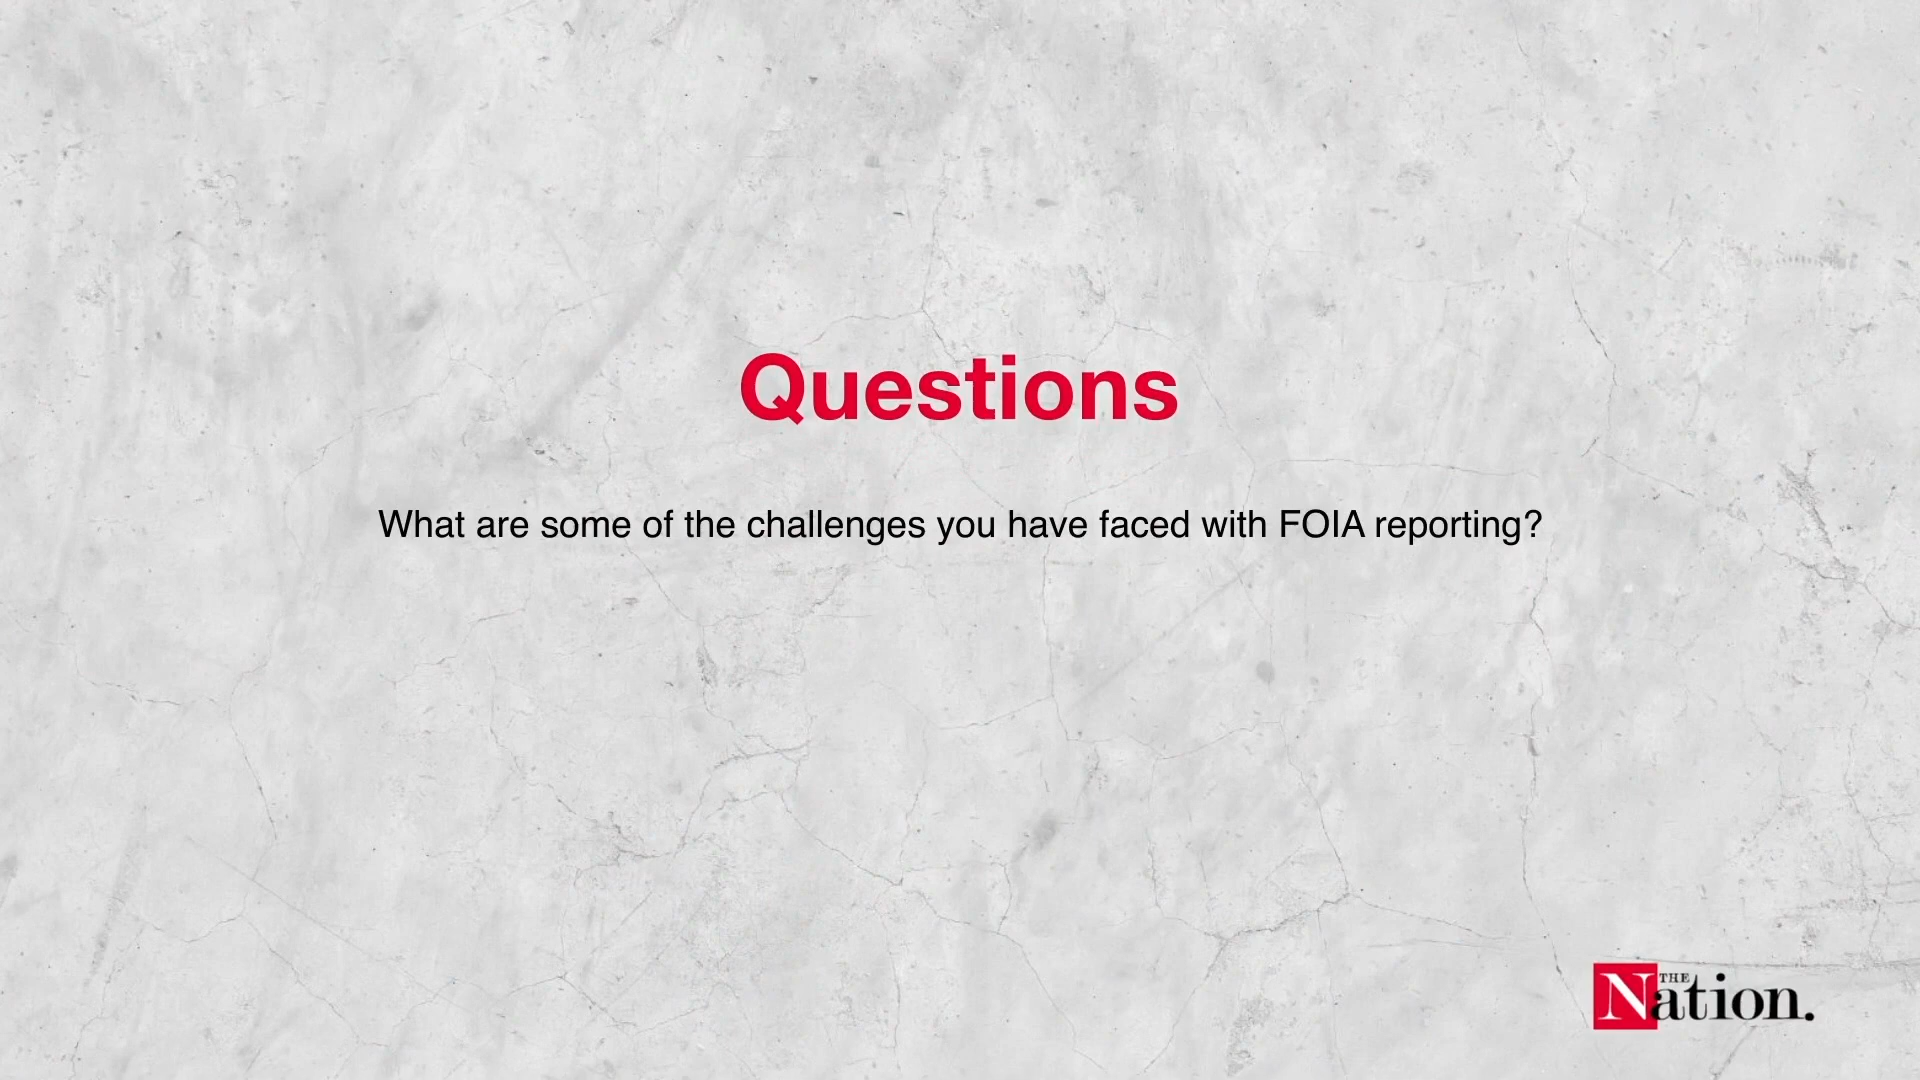 Questions
What are some of the challenges you have faced with FOIA reporting?
THE
Nation.